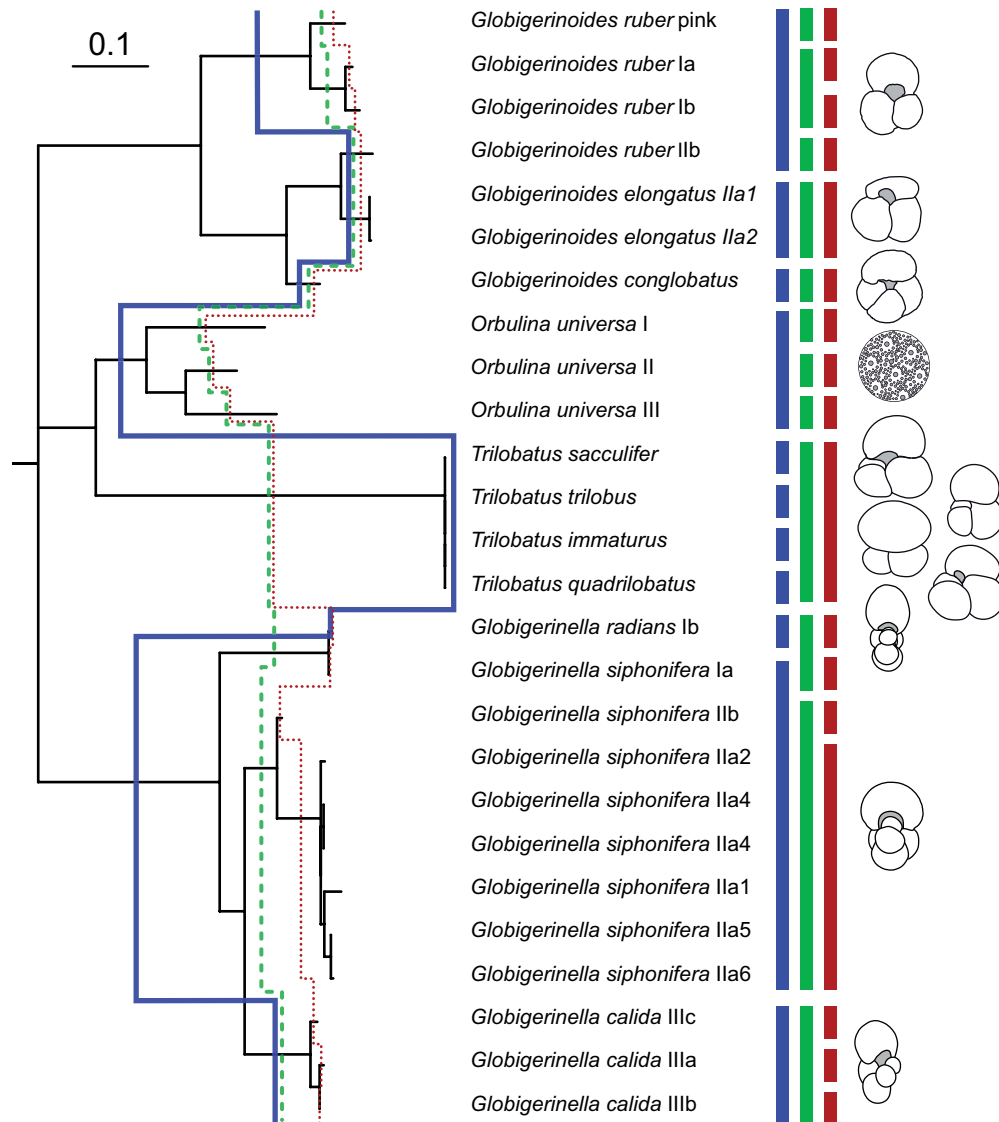 Globigerinoides ruber pink
0.1
Globigerinoides ruber Ia
Globigerinoides ruber Ib
Globigerinoides ruber IIb
Globigerinoides elongatus IIa1
Globigerinoides elongatus IIa2
Globigerinoides conglobatus
Orbulina universa I
Orbulina universa II
Orbulina universa III
Trilobatus sacculifer
Trilobatus trilobus
Trilobatus immaturus
Trilobatus quadrilobatus
Globigerinella radians Ib
Globigerinella siphonifera Ia
Globigerinella siphonifera IIb
Globigerinella siphonifera IIa2
Globigerinella siphonifera IIa4
Globigerinella siphonifera IIa4
Globigerinella siphonifera IIa1
Globigerinella siphonifera IIa5
Globigerinella siphonifera IIa6
Globigerinella calida IIIc
Globigerinella calida IIIa
Globigerinella calida IIIb